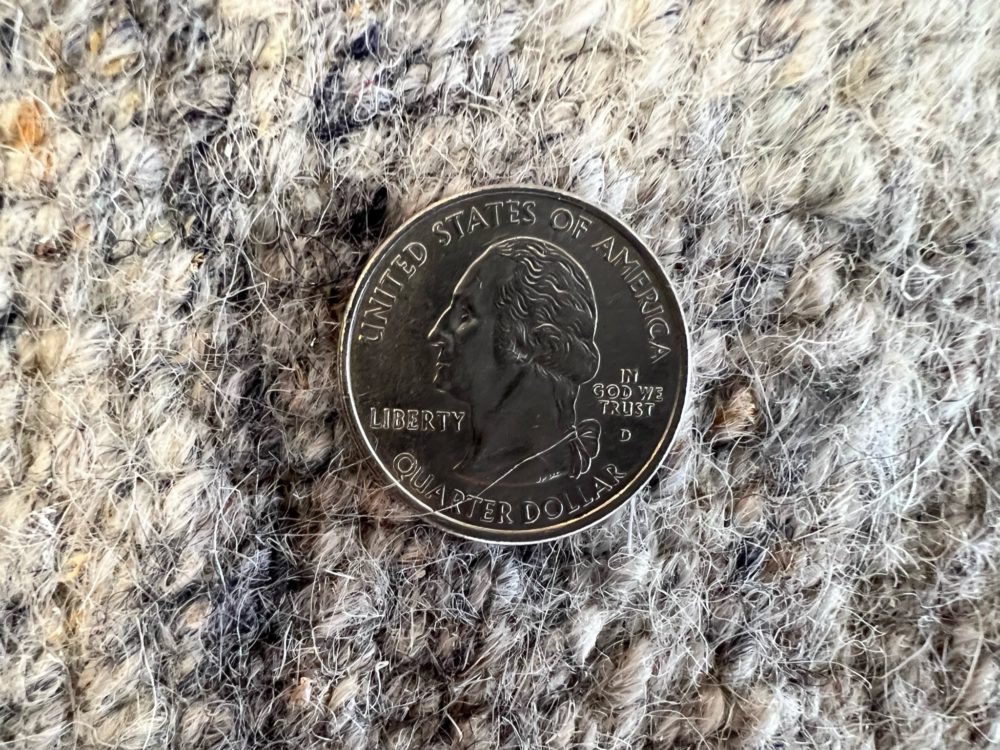 UNITED STATES OF AMERICA
LIBERTY
IN
GOD WE
TRUST
D
QUARTER DOLLAR